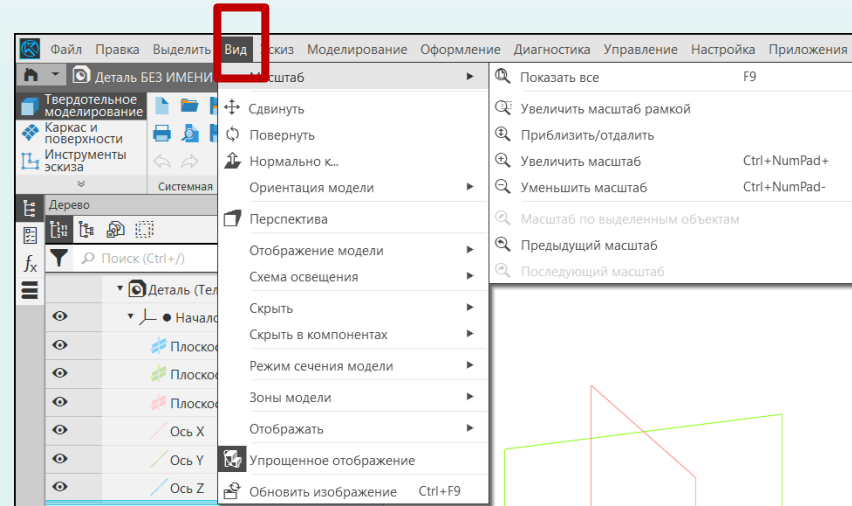 Файл Правка Выделить Вид Эскиз Моделирование Оформление Диагностика Управление Настройка Приложения
Деталь БЕЗ ИМЕНИ
Твердотельное
моделирование
Каркас и
поверхности
Инструменты
эскиза
Системная
Дерево
Поиск (Ctrl+/)
Деталь (Тел
Начало
Плоскос
Плоскос
Плоскос
Ось X
Ось Y
Ось Z
Масштаб
Сдвинуть
Повернуть
Нормально к...
Ориентация модели
Перспектива
Отображение модели
Схема освещения
Скрыть
Скрыть в компонентах
Режим сечения модели
Зоны модели
Отображать
Упрощенное отображение
Обновить изображение Ctrl+F9
Показать все F9
Увеличить масштаб рамкой
Приблизить/отдалить
Увеличить масштаб Ctrl+NumPad+
Уменьшить масштаб Ctrl+NumPad-
Масштаб по выделенным объектам
Предыдущий масштаб
Последующий масштаб